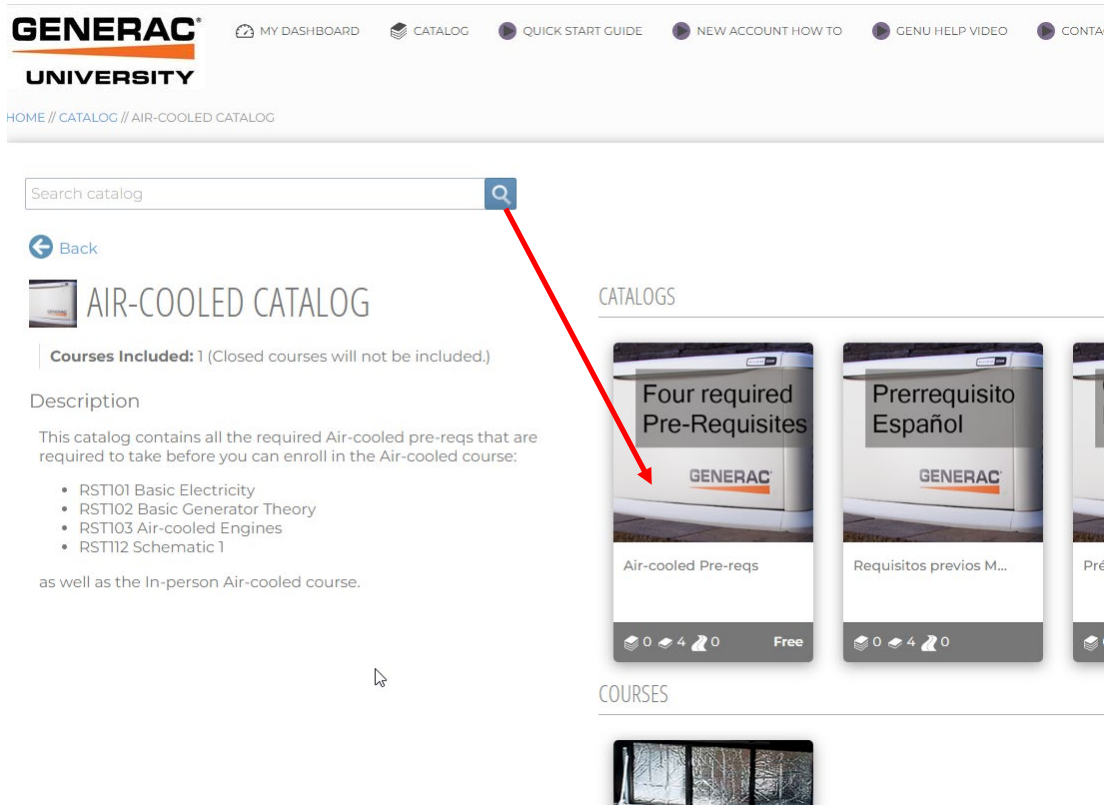 GENERAC®
UNIVERSITY
MY DASHBOARD
CATALOG
QUICK START GUIDE
NEW ACCOUNT HOW TO
GENU HELP VIDEO
HOME // CATALOG // AIR-COOLED CATALOG
Search catalog
Back
AIR-COOLED CATALOG
Courses Included: 1 (Closed courses will not be included.)
Description
This catalog contains all the required Air-cooled pre-reqs that are
required to take before you can enroll in the Air-cooled course:
• RST101 Basic Electricity
• RST102 Basic Generator Theory
• RST103 Air-cooled Engines
• RST112 Schematic 1
as well as the In-person Air-cooled course.
CATALOGS
Four required
Pre-Requisites
GENERAC
Air-cooled Pre-reqs
0 4 0 Free
Prerrequisito
Español
GENERAC
Requisitos previos M...
0 4 0
COURSES